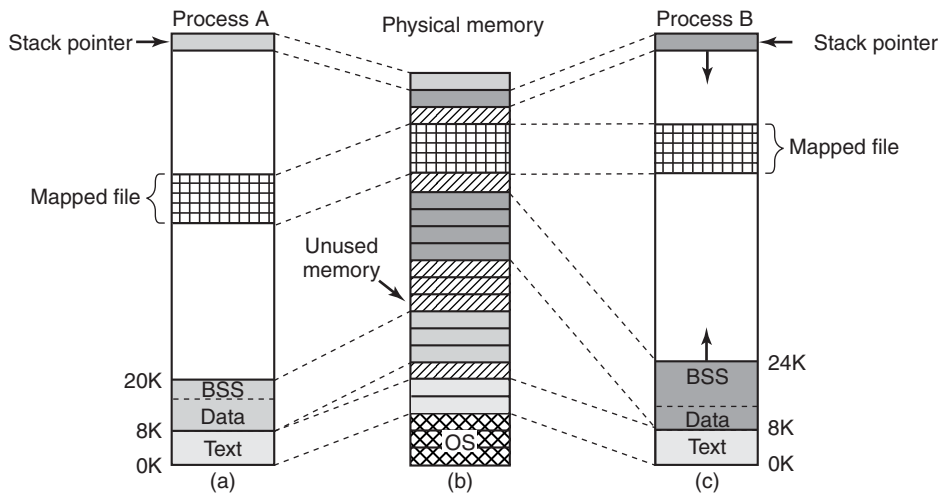 Process A
Physical memory
Process B
Stack pointer
Stack pointer
Mapped file
Mapped file
Unused
memory
20K
BSS
Data
8K
Text
0K
OS
24K
BSS
Data
8K
Text
0K
(a)
(b)
(c)